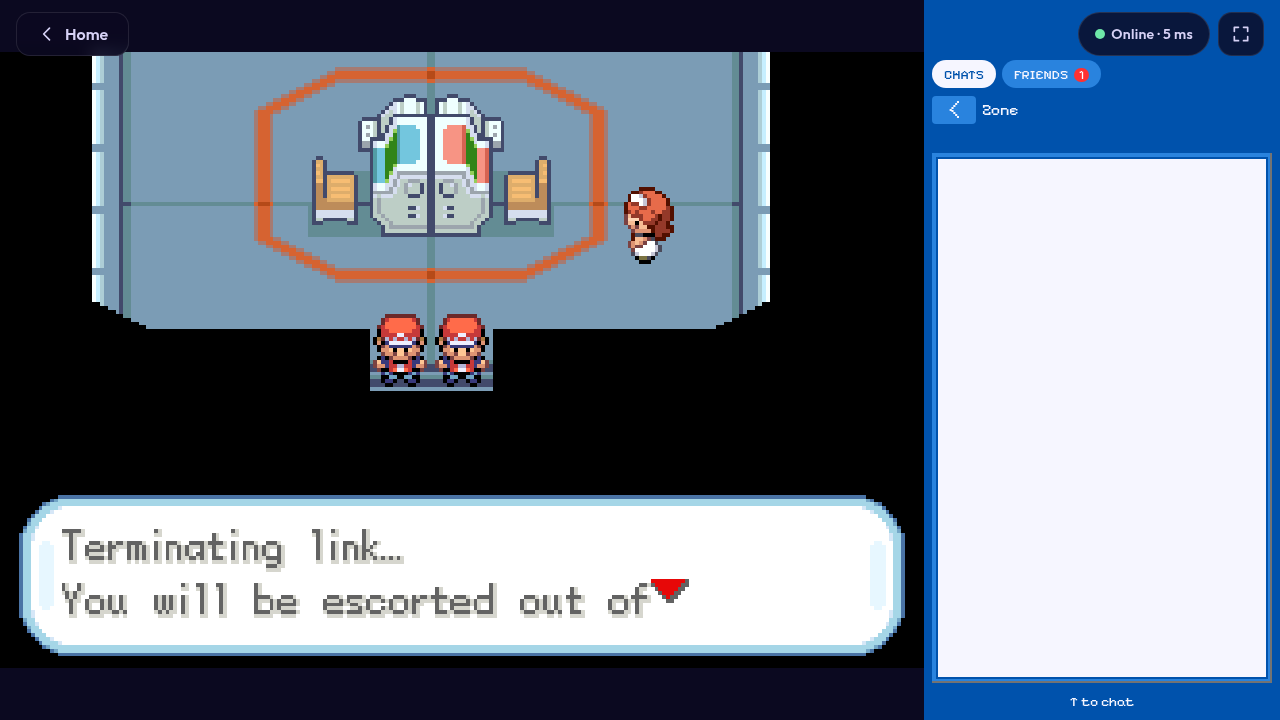 Home
Online · 5 ms
CHATS
FRIENDS 1
Zone
Terminating link…
You will be escorted out of
↑ to chat